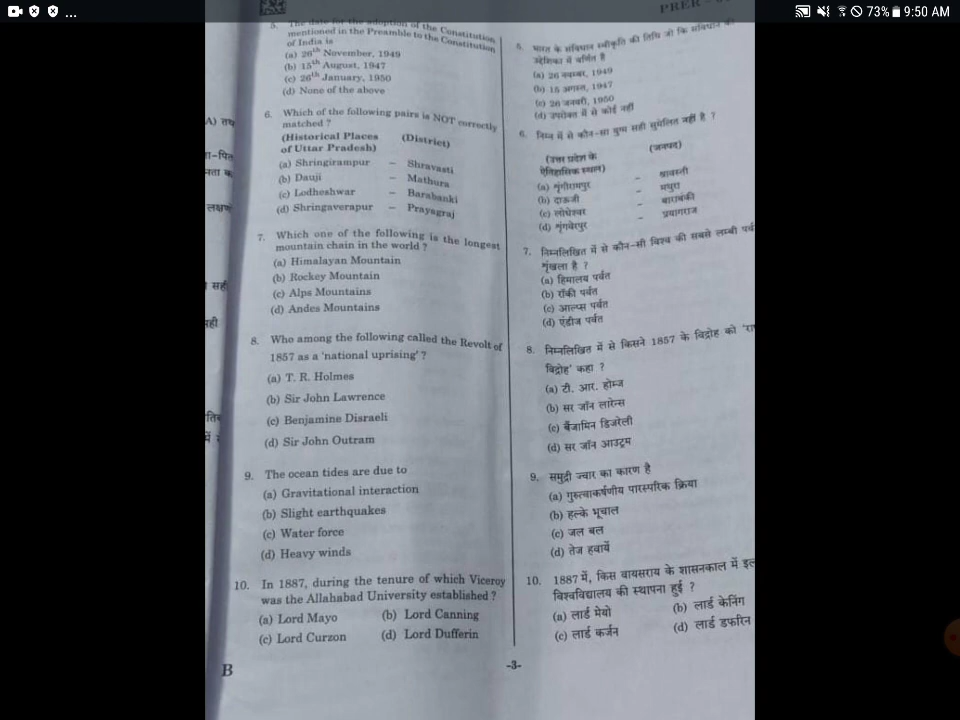 73% 9:50 AM
PRER
5. The date for the adoption of the Constitution
mentioned in the Preamble to the Constitution
of India is
(a) 26th November, 1949
(b) 15th August, 1947
(c) 26th January, 1950
(d) None of the above
6. Which of the following pairs is NOT correctly
matched ?
(Historical Places (District)
of Uttar Pradesh)
(a) Shringirampur – Shravasti
(b) Dauji – Mathura
(c) Lodheshwar – Barabanki
(d) Shringaverapur – Prayagraj
7. Which one of the following is the longest
mountain chain in the world ?
(a) Himalayan Mountain
(b) Rockey Mountain
(c) Alps Mountains
(d) Andes Mountains
8. Who among the following called the Revolt of
1857 as a 'national uprising' ?
(a) T. R. Holmes
(b) Sir John Lawrence
(c) Benjamine Disraeli
(d) Sir John Outram
9. The ocean tides are due to
(a) Gravitational interaction
(b) Slight earthquakes
(c) Water force
(d) Heavy winds
10. In 1887, during the tenure of which Viceroy
was the Allahabad University established ?
(a) Lord Mayo (b) Lord Canning
(c) Lord Curzon (d) Lord Dufferin
B
-3-
5. भारत के संविधान स्वीकृति की तिथि जो कि संविधान की
उद्देशिका में वर्णित है
(a) 26 नवम्बर, 1949
(b) 15 अगस्त, 1947
(c) 26 जनवरी, 1950
(d) उपरोक्त में से कोई नहीं
6. निम्न में से कौन-सा युग्म सही सुमेलित नहीं है ?
(उत्तर प्रदेश के (जनपद)
ऐतिहासिक स्थल)
(a) शृंगीरामपुर – श्रावस्ती
(b) दाऊजी – मथुरा
(c) लोधेश्वर – बाराबंकी
(d) शृंगवेरपुर – प्रयागराज
7. निम्नलिखित में से कौन-सी विश्व की सबसे लम्बी पर्व
शृंखला है ?
(a) हिमालय पर्वत
(b) रॉकी पर्वत
(c) आल्प्स पर्वत
(d) एंडीज पर्वत
8. निम्नलिखित में से किसने 1857 के विद्रोह को 'रा
विद्रोह' कहा ?
(a) टी. आर. होम्ज
(b) सर जॉन लारेन्स
(c) बैंजामिन डिजरेली
(d) सर जॉन आउट्रम
9. समुद्री ज्वार का कारण है
(a) गुरुत्वाकर्षणीय पारस्परिक क्रिया
(b) हल्के भूचाल
(c) जल बल
(d) तेज हवायें
10. 1887 में, किस वायसराय के शासनकाल में इल
विश्वविद्यालय की स्थापना हुई ?
(a) लार्ड मेयो (b) लार्ड केनिंग
(c) लार्ड कर्जन (d) लार्ड डफरिन